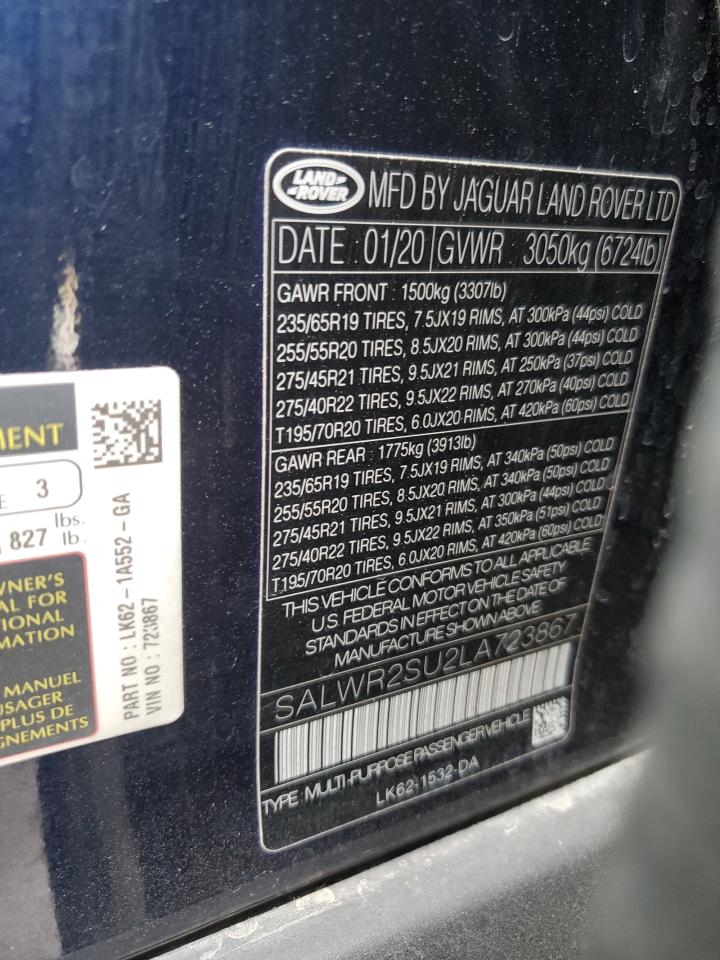 LAND ROVER
MFD BY JAGUAR LAND ROVER LTD
DATE : 01/20 GVWR : 3050kg (6724lb)
GAWR FRONT : 1500kg (3307lb)
235/65R19 TIRES, 7.5JX19 RIMS, AT 300kPa (44psi) COLD
255/55R20 TIRES, 8.5JX20 RIMS, AT 300kPa (44psi) COLD
275/45R21 TIRES, 9.5JX21 RIMS, AT 250kPa (37psi) COLD
275/40R22 TIRES, 9.5JX22 RIMS, AT 270kPa (40psi) COLD
T195/70R20 TIRES, 6.0JX20 RIMS, AT 420kPa (60psi) COLD
GAWR REAR : 1775kg (3913lb)
235/65R19 TIRES, 7.5JX19 RIMS, AT 340kPa (50psi) COLD
255/55R20 TIRES, 8.5JX20 RIMS, AT 340kPa (50psi) COLD
275/45R21 TIRES, 9.5JX21 RIMS, AT 300kPa (44psi) COLD
275/40R22 TIRES, 9.5JX22 RIMS, AT 350kPa (51psi) COLD
T195/70R20 TIRES, 6.0JX20 RIMS, AT 420kPa (60psi) COLD
THIS VEHICLE CONFORMS TO ALL APPLICABLE
U.S. FEDERAL MOTOR VEHICLE SAFETY
STANDARDS IN EFFECT ON THE DATE OF
MANUFACTURE SHOWN ABOVE
SALWR2SU2LA723867
TYPE : MULTI-PURPOSE PASSENGER VEHICLE
LK62-1532-DA
MENT
E 3
lbs.
827 lb.
WNER'S
AL FOR
TIONAL
MATION
MANUEL
USAGER
PLUS DE
GNEMENTS
PART NO : LK62-1A552-GA
VIN NO : 723867